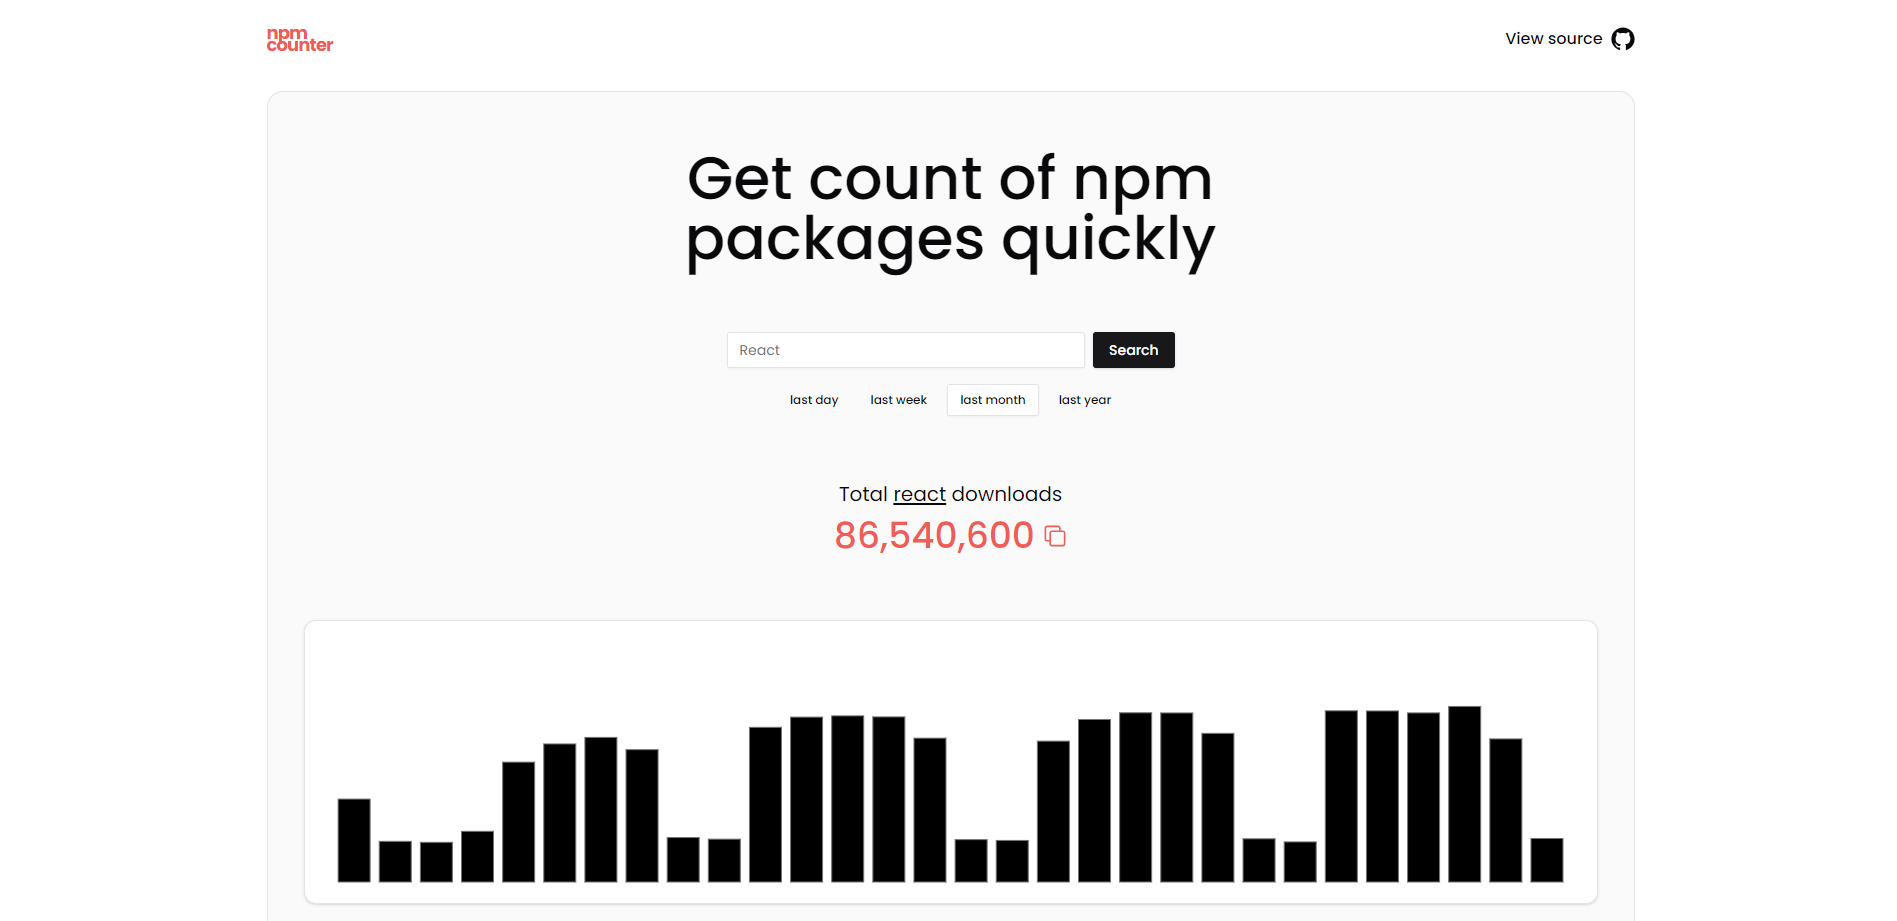 npm
counter
View source
Get count of npm
packages quickly
React
Search
last day
last week
last month
last year
Total react downloads
86,540,600